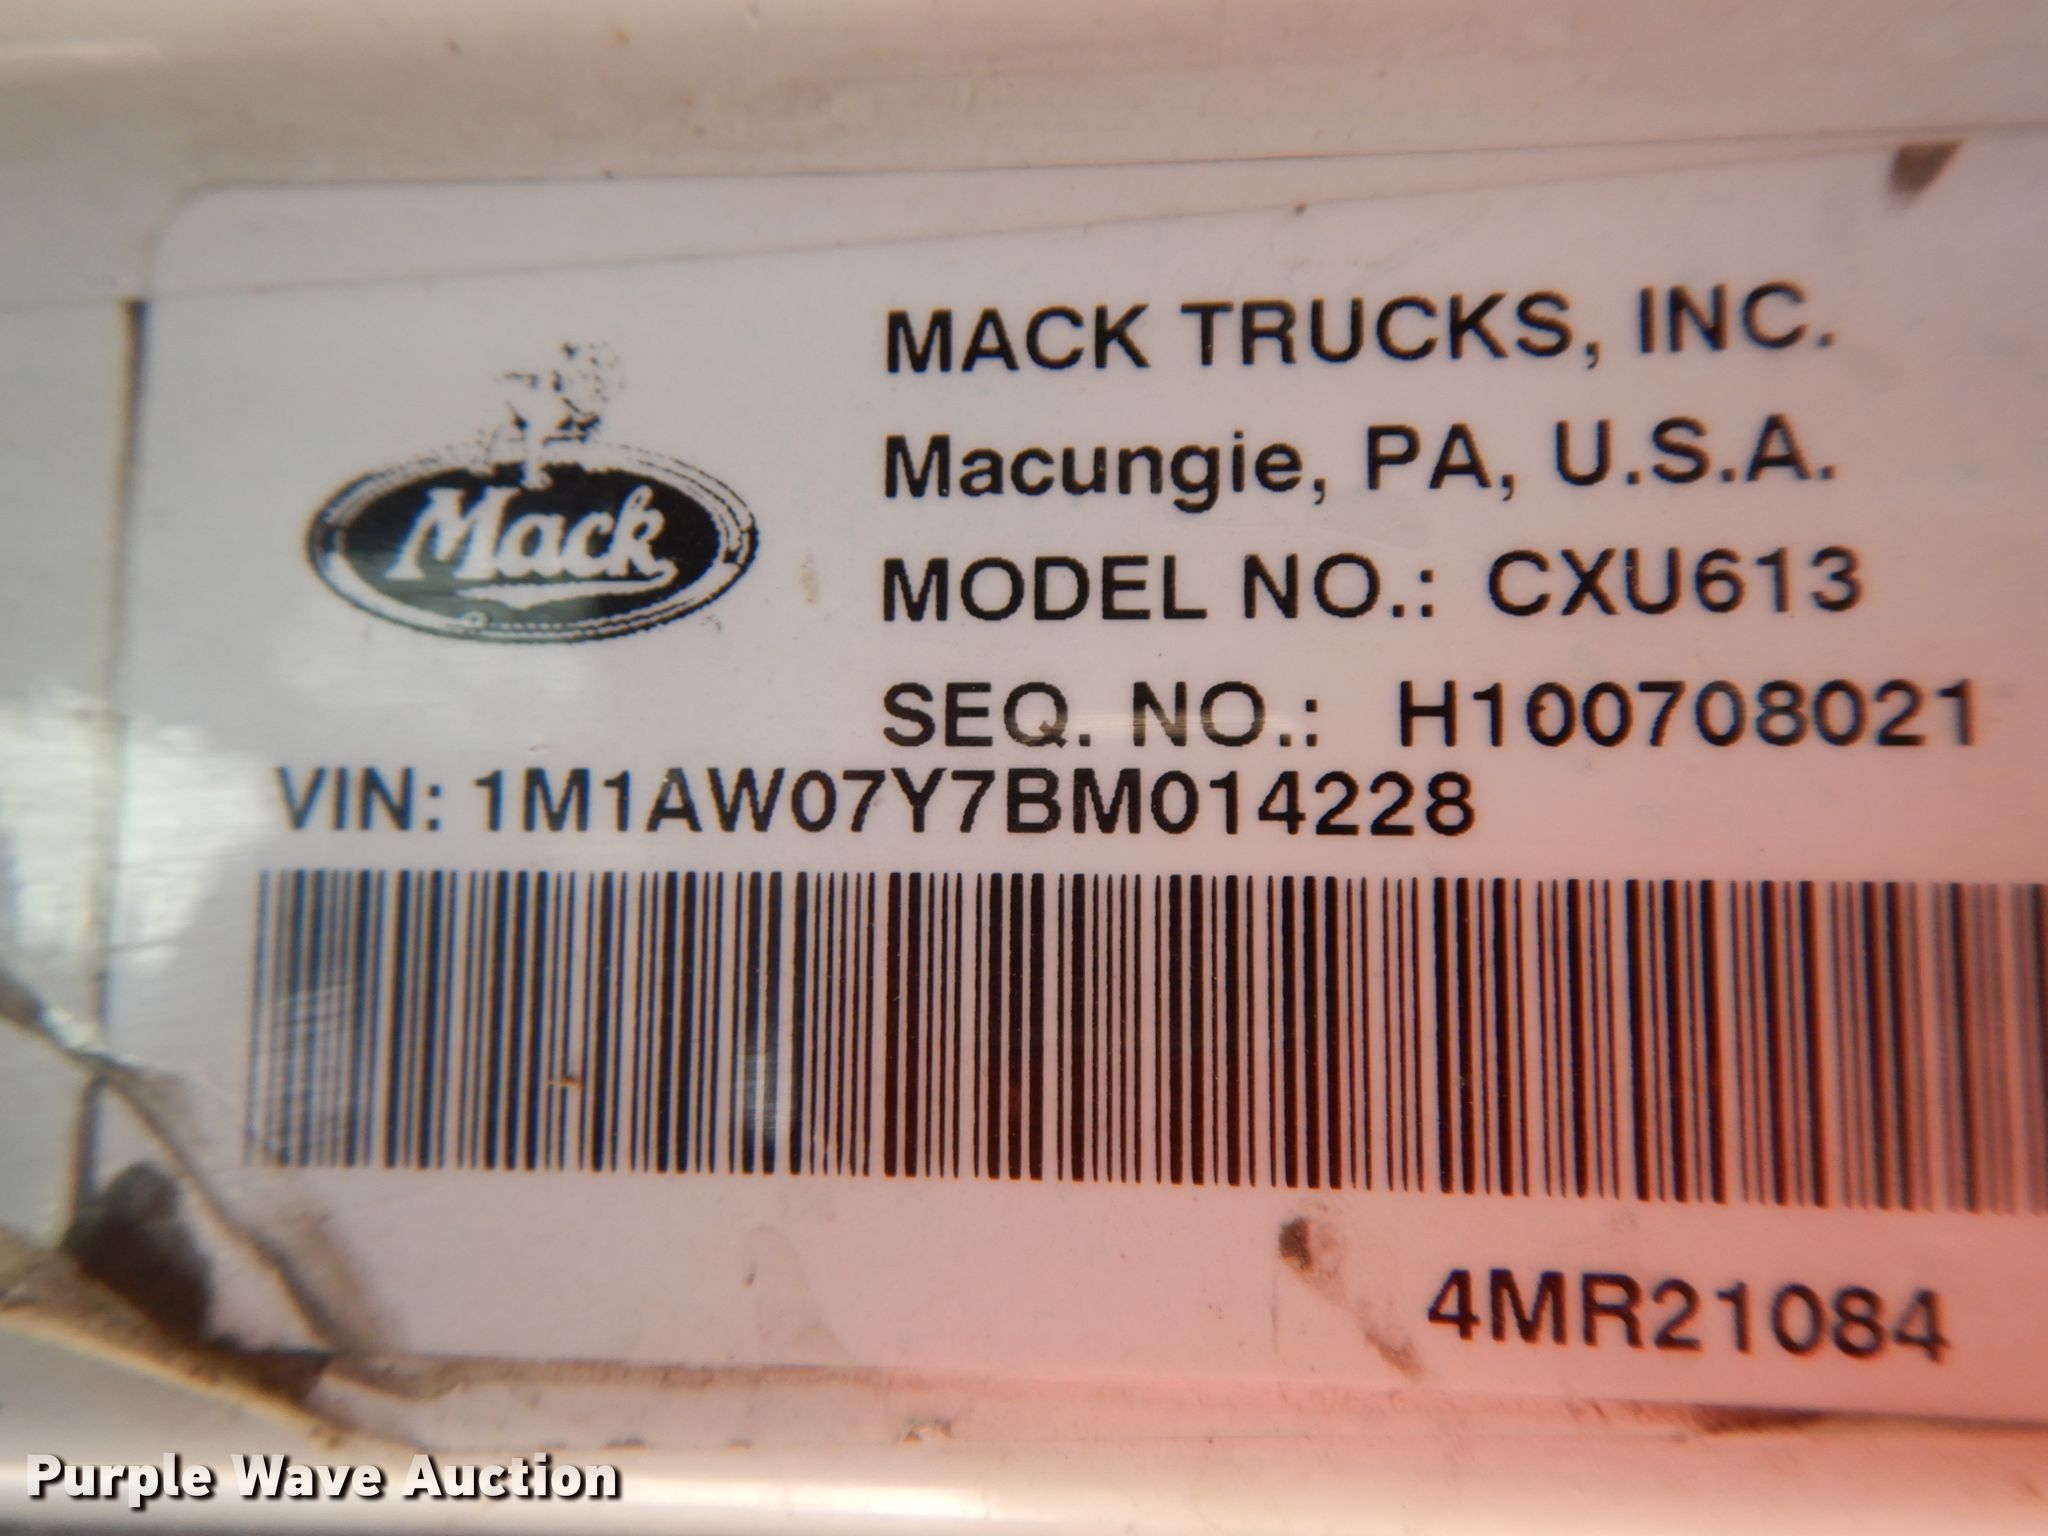 MACK TRUCKS, INC.
Mack
Macungie, PA, U.S.A.
MODEL NO.: CXU613
SEQ. NO.: H100708021
VIN: 1M1AW07Y7BM014228
4MR21084
Purple Wave Auction